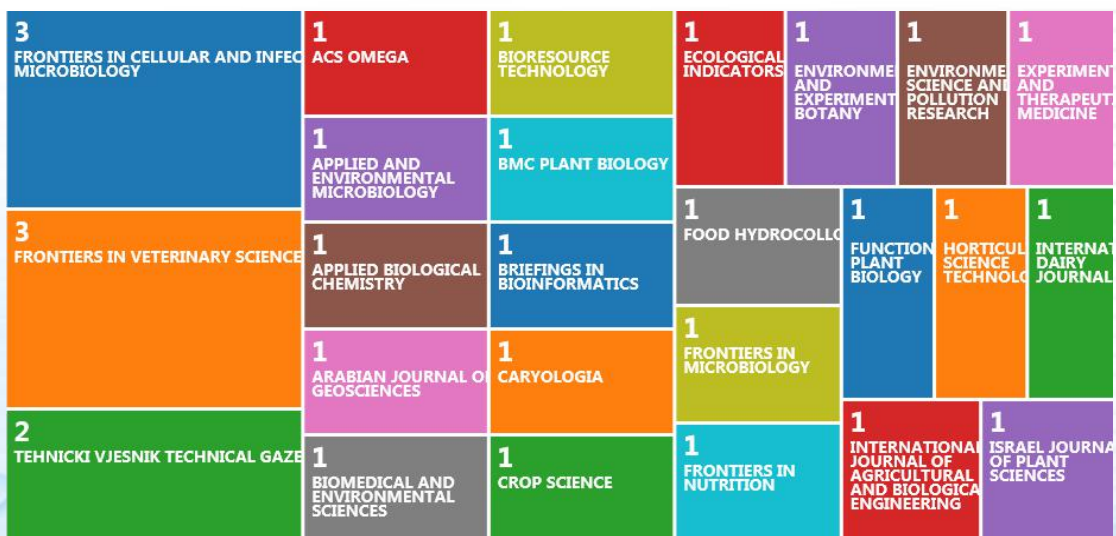 3
FRONTIERS IN CELLULAR AND INFEC
MICROBIOLOGY
3
FRONTIERS IN VETERINARY SCIENCE
2
TEHNICKI VJESNIK TECHNICAL GAZE
1
ACS OMEGA
1
APPLIED AND
ENVIRONMENTAL
MICROBIOLOGY
1
APPLIED BIOLOGICAL
CHEMISTRY
1
ARABIAN JOURNAL O
GEOSCIENCES
1
BIOMEDICAL AND
ENVIRONMENTAL
SCIENCES
1
BIORESOURCE
TECHNOLOGY
1
BMC PLANT BIOLOGY
1
BRIEFINGS IN
BIOINFORMATICS
1
CARYOLOGIA
1
CROP SCIENCE
1
ECOLOGICAL
INDICATORS
1
ENVIRONME
AND
EXPERIMENT
BOTANY
1
ENVIRONME
SCIENCE AN
POLLUTION
RESEARCH
1
EXPERIMENT
AND
THERAPEUT
MEDICINE
1
FOOD HYDROCOLLO
1
FRONTIERS IN
MICROBIOLOGY
1
FRONTIERS IN
NUTRITION
1
FUNCTION
PLANT
BIOLOGY
1
HORTICUL
SCIENCE
TECHNOLO
1
INTERNAT
DAIRY
JOURNAL
1
INTERNATIONA
JOURNAL OF
AGRICULTURAL
AND BIOLOGICA
ENGINEERING
1
ISRAEL JOURNA
OF PLANT
SCIENCES